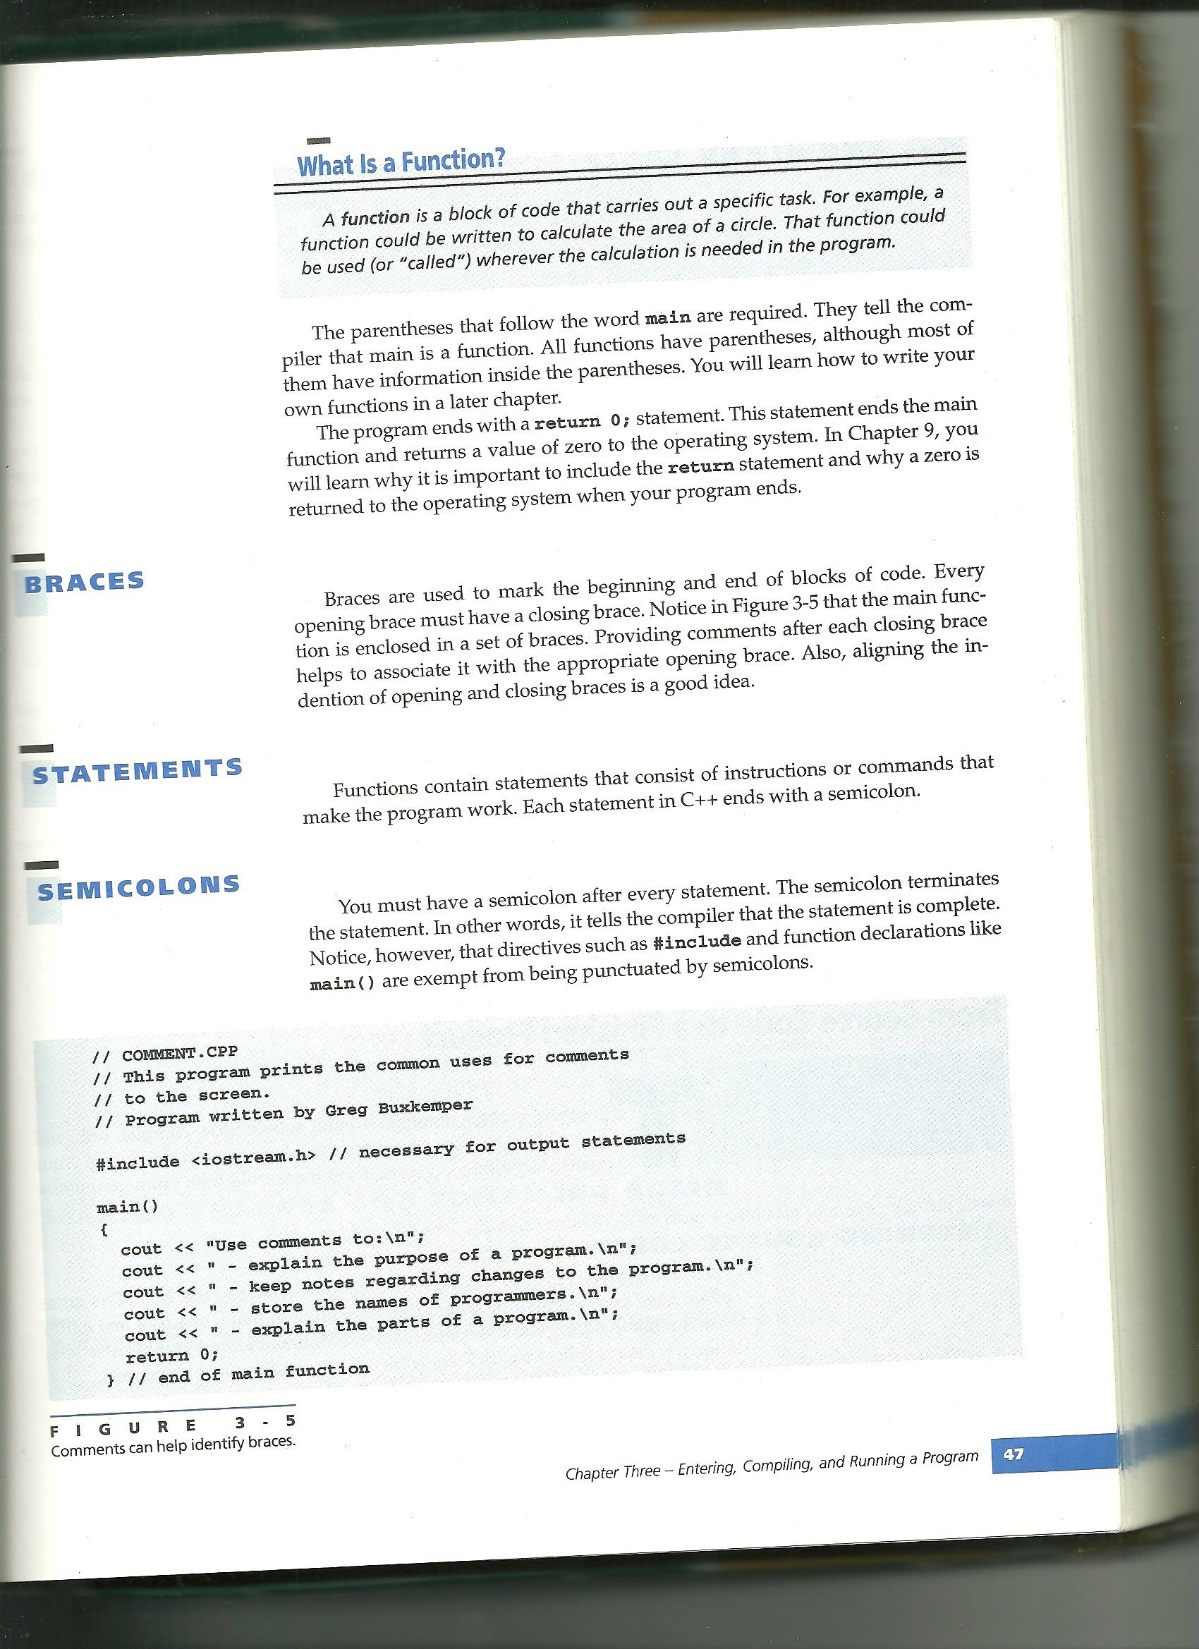 What Is a Function?
A function is a block of code that carries out a specific task. For example, a
function could be written to calculate the area of a circle. That function could
be used (or "called") wherever the calculation is needed in the program.
The parentheses that follow the word main are required. They tell the com-
piler that main is a function. All functions have parentheses, although most of
them have information inside the parentheses. You will learn how to write your
own functions in a later chapter.
The program ends with a return 0; statement. This statement ends the main
function and returns a value of zero to the operating system. In Chapter 9, you
will learn why it is important to include the return statement and why a zero is
returned to the operating system when your program ends.
BRACES
Braces are used to mark the beginning and end of blocks of code. Every
opening brace must have a closing brace. Notice in Figure 3-5 that the main func-
tion is enclosed in a set of braces. Providing comments after each closing brace
helps to associate it with the appropriate opening brace. Also, aligning the in-
dention of opening and closing braces is a good idea.
STATEMENTS
Functions contain statements that consist of instructions or commands that
make the program work. Each statement in C++ ends with a semicolon.
SEMICOLONS
You must have a semicolon after every statement. The semicolon terminates
the statement. In other words, it tells the compiler that the statement is complete.
Notice, however, that directives such as #include and function declarations like
main() are exempt from being punctuated by semicolons.
// COMMENT.CPP
// This program prints the common uses for comments
// to the screen.
// Program written by Greg Buxkemper
#include <iostream.h> // necessary for output statements
main()
{
cout << "Use comments to:\n";
cout << " - explain the purpose of a program.\n";
cout << " - keep notes regarding changes to the program.\n";
cout << " - store the names of programmers.\n";
cout << " - explain the parts of a program.\n";
return 0;
} // end of main function
FIGURE 3-5
Comments can help identify braces.
Chapter Three – Entering, Compiling, and Running a Program 47